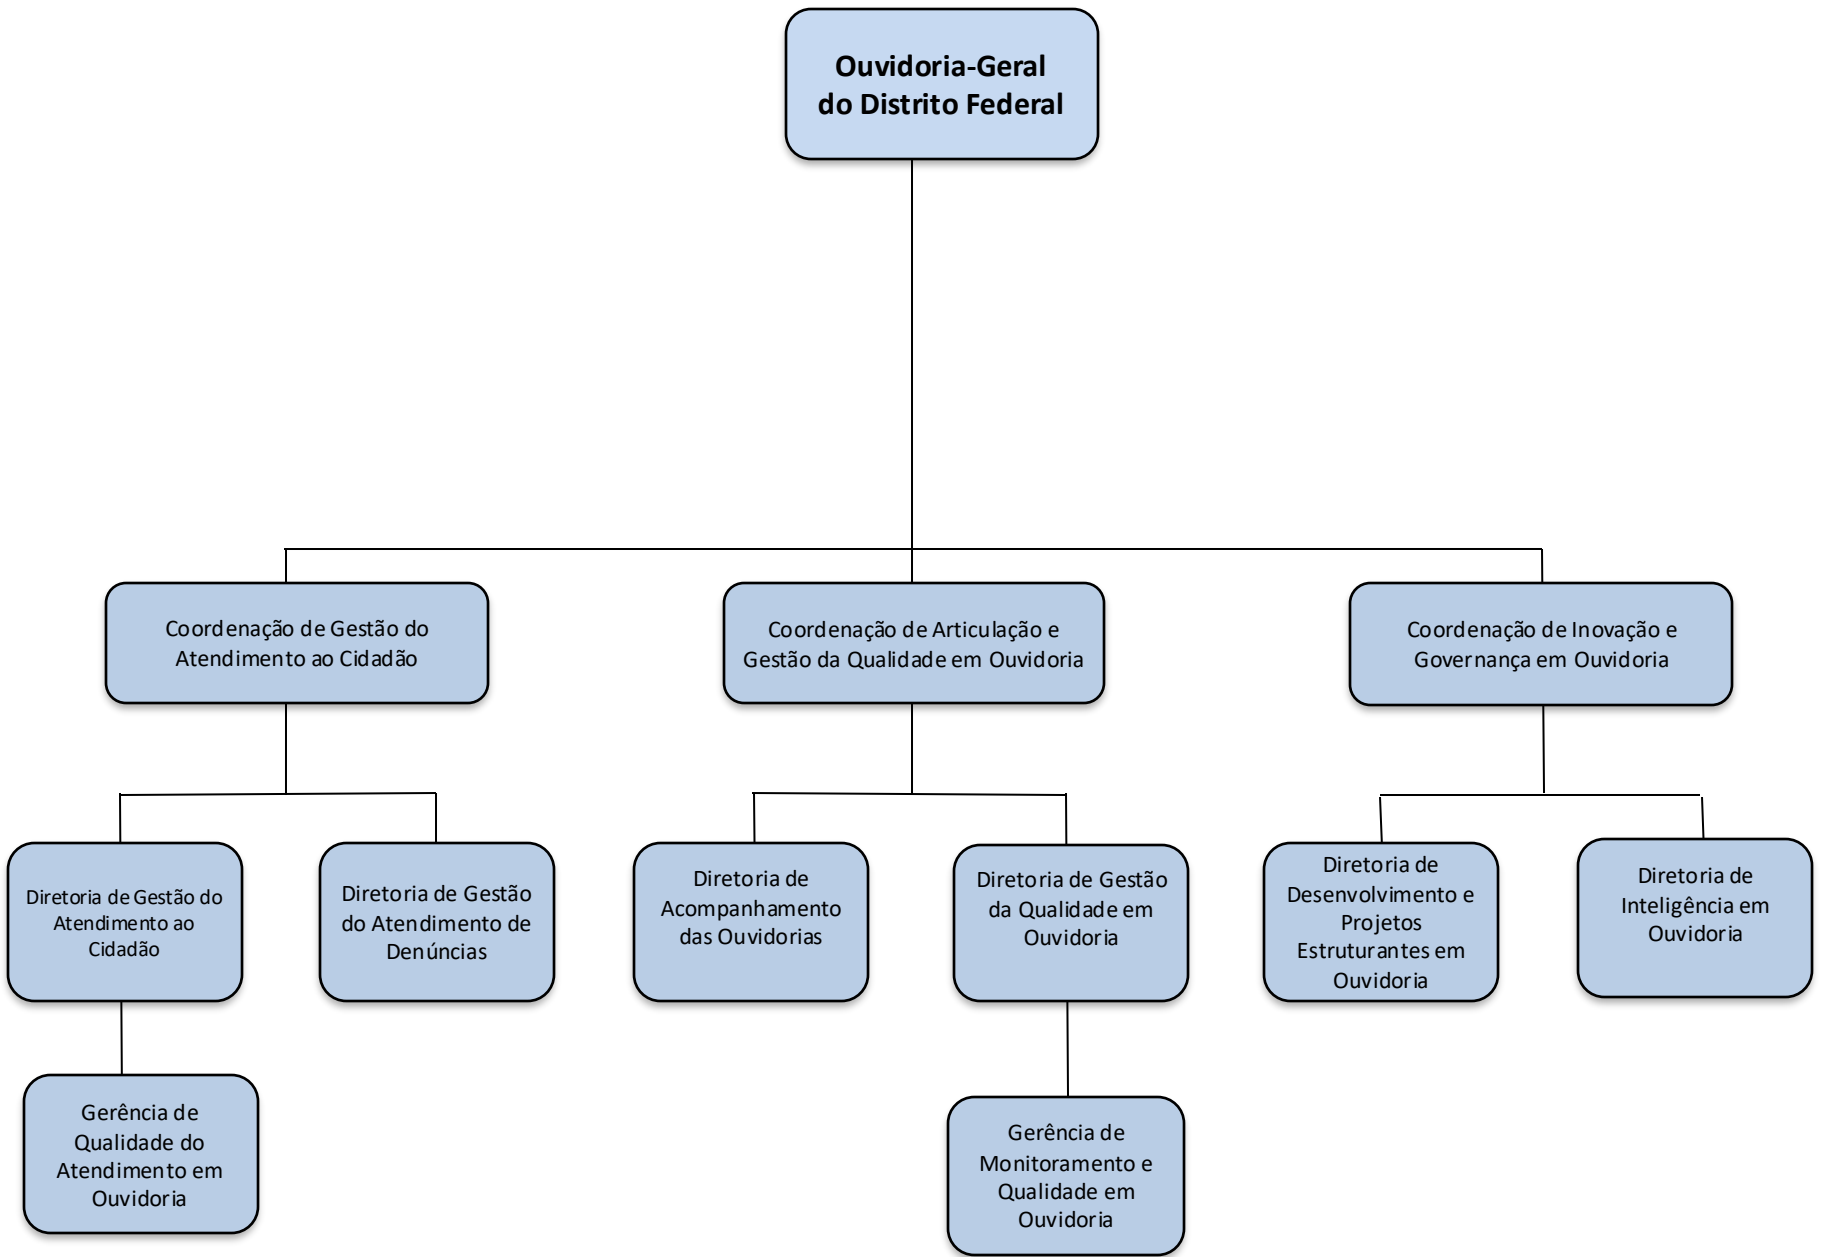 Ouvidoria-Geral
do Distrito Federal
Coordenação de Gestão do
Atendimento ao Cidadão
Coordenação de Articulação e
Gestão da Qualidade em Ouvidoria
Coordenação de Inovação e
Governança em Ouvidoria
Diretoria de Gestão do
Atendimento ao
Cidadão
Diretoria de Gestão
do Atendimento de
Denúncias
Diretoria de
Acompanhamento
das Ouvidorias
Diretoria de Gestão
da Qualidade em
Ouvidoria
Diretoria de
Desenvolvimento e
Projetos
Estruturantes em
Ouvidoria
Diretoria de
Inteligência em
Ouvidoria
Gerência de
Qualidade do
Atendimento em
Ouvidoria
Gerência de
Monitoramento e
Qualidade em
Ouvidoria